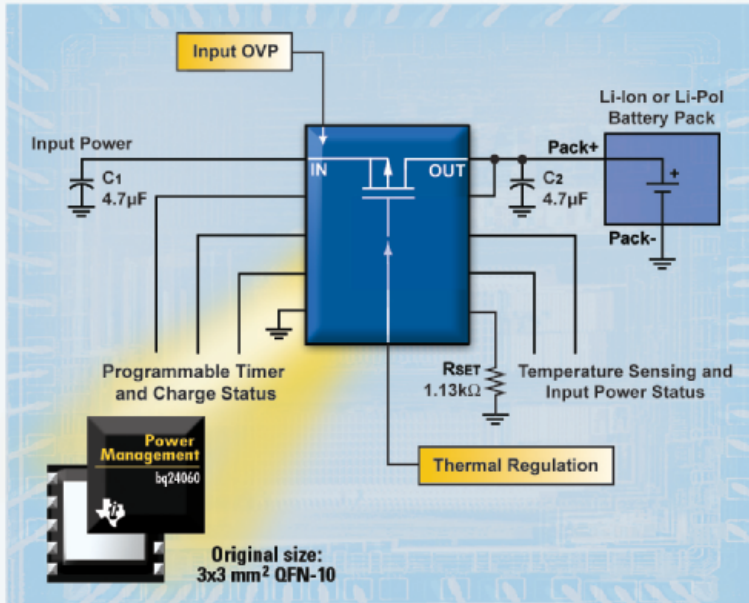 Input OVP
Li-Ion or Li-Pol
Battery Pack
Input Power
Pack+
IN
OUT
C1
4.7µF
C2
4.7µF
+
Pack-
Programmable Timer
and Charge Status
RSET
1.13kΩ
Temperature Sensing and
Input Power Status
Power
Management
bq24060
Thermal Regulation
Original size:
3x3 mm² QFN-10